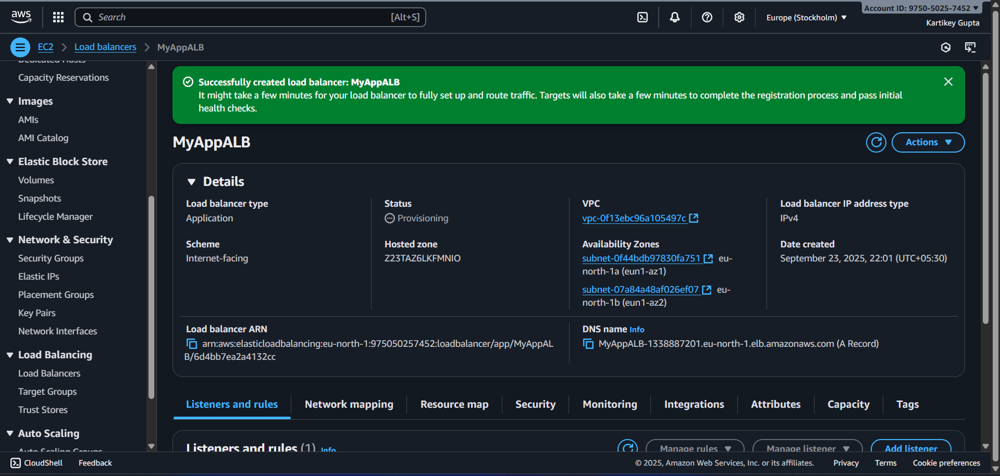 aws
Search
[Alt+S]
Europe (Stockholm)
Account ID: 9750-5025-7452
Kartikey Gupta
EC2
Load balancers
MyAppALB
Dedicated Hosts
Capacity Reservations
Images
AMIs
AMI Catalog
Elastic Block Store
Volumes
Snapshots
Lifecycle Manager
Network & Security
Security Groups
Elastic IPs
Placement Groups
Key Pairs
Network Interfaces
Load Balancing
Load Balancers
Target Groups
Trust Stores
Auto Scaling
Auto Scaling Groups
Successfully created load balancer: MyAppALB
It might take a few minutes for your load balancer to fully set up and route traffic. Targets will also take a few minutes to complete the registration process and pass initial
health checks.
MyAppALB
Actions
Details
Load balancer type
Application
Status
Provisioning
VPC
vpc-0f13ebc96a105497c
Load balancer IP address type
IPv4
Scheme
Internet-facing
Hosted zone
Z23TAZ6LKFMNIO
Availability Zones
subnet-0f44bdb97830fa751 eu-
north-1a (eun1-az1)
subnet-07a84a48af026ef07 eu-
north-1b (eun1-az2)
Date created
September 23, 2025, 22:01 (UTC+05:30)
Load balancer ARN
arn:aws:elasticloadbalancing:eu-north-1:975050257452:loadbalancer/app/MyAppAL
B/6d4bb7ea2a4132cc
DNS name Info
MyAppALB-1338887201.eu-north-1.elb.amazonaws.com (A Record)
Listeners and rules
Network mapping
Resource map
Security
Monitoring
Integrations
Attributes
Capacity
Tags
Listeners and rules (1) Info
Manage rules
Manage listener
Add listener
CloudShell
Feedback
© 2025, Amazon Web Services, Inc. or its affiliates.
Privacy
Terms
Cookie preferences